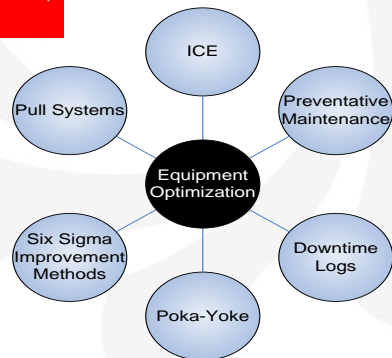 ICE
Preventative
Maintenance
Downtime
Logs
Poka-Yoke
Six Sigma
Improvement
Methods
Pull Systems
Equipment
Optimization